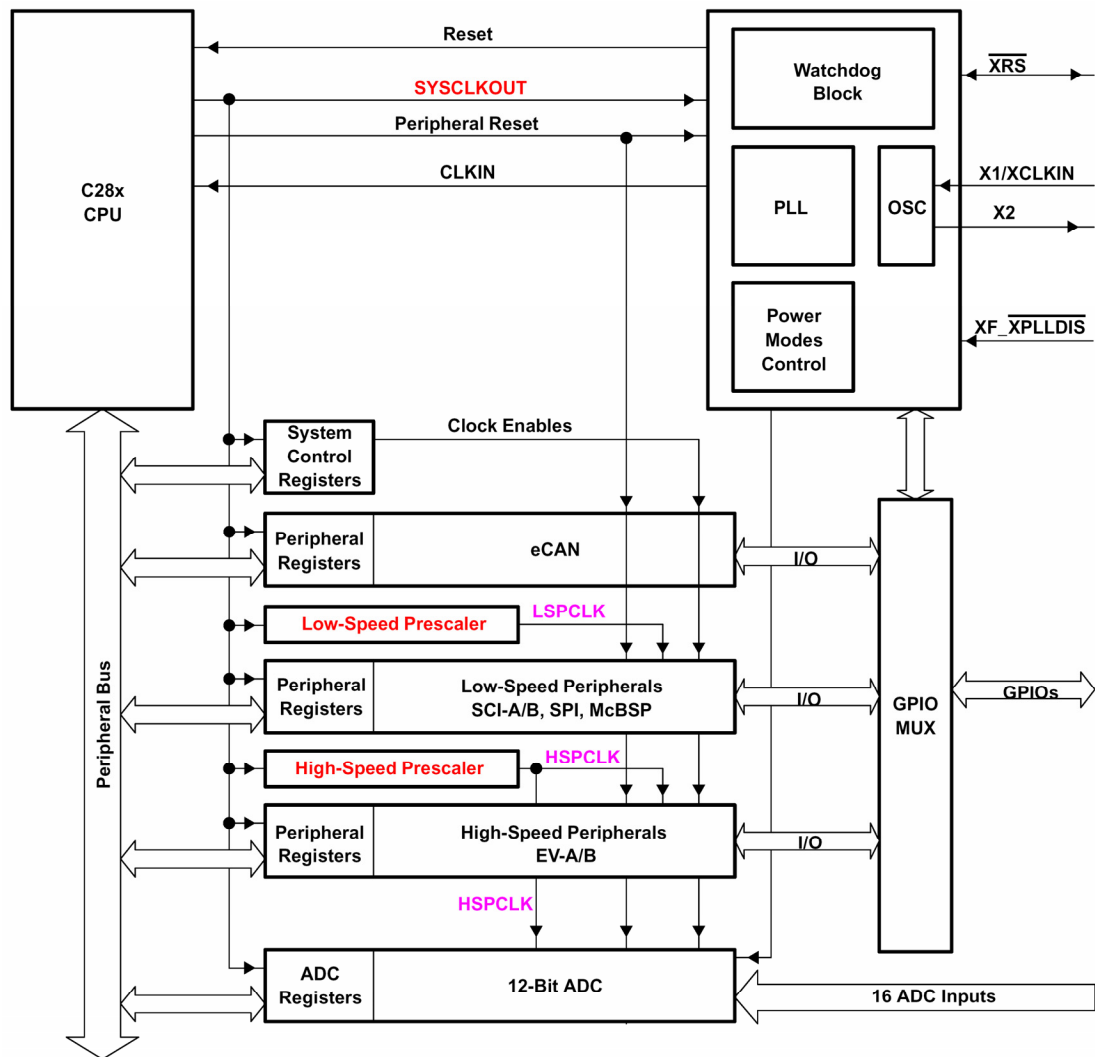 Reset
Watchdog
Block
XRS
SYSCLKOUT
Peripheral Reset
C28x
CPU
CLKIN
PLL
OSC
X1/XCLKIN
X2
Power
Modes
Control
XF_XPLLDIS
System
Control
Registers
Clock Enables
Peripheral
Registers
eCAN
I/O
Low-Speed Prescaler
LSPCLK
Peripheral
Registers
Low-Speed Peripherals
SCI-A/B, SPI, McBSP
I/O
GPIO
MUX
GPIOs
Peripheral Bus
High-Speed Prescaler
HSPCLK
Peripheral
Registers
High-Speed Peripherals
EV-A/B
I/O
HSPCLK
ADC
Registers
12-Bit ADC
16 ADC Inputs